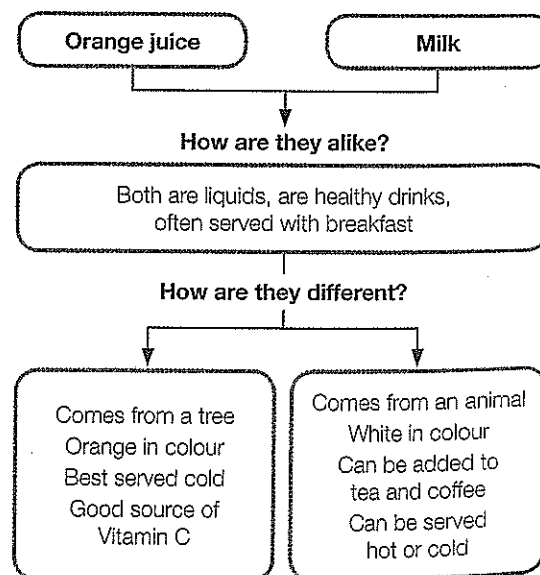 Orange juice
Milk
How are they alike?
Both are liquids, are healthy drinks,
often served with breakfast
How are they different?
Comes from a tree
Orange in colour
Best served cold
Good source of
Vitamin C
Comes from an animal
White in colour
Can be added to
tea and coffee
Can be served
hot or cold